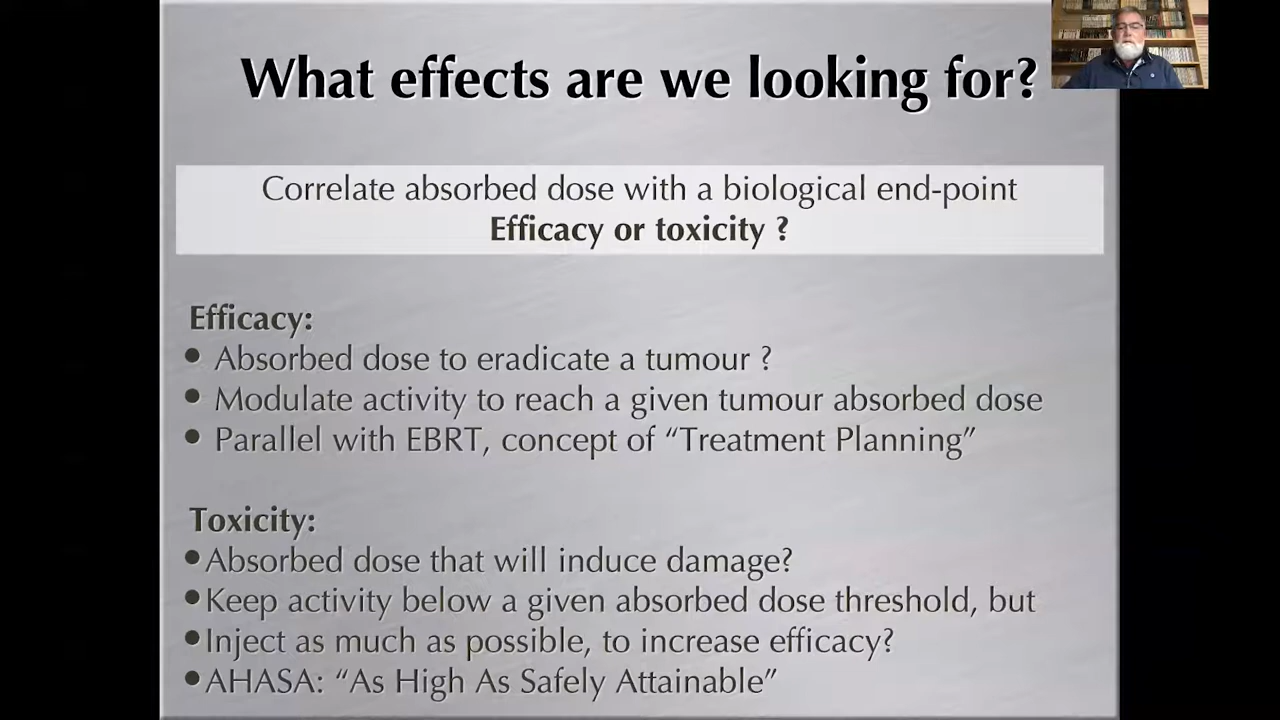 What effects are we looking for?
Correlate absorbed dose with a biological end-point
Efficacy or toxicity ?
Efficacy:
• Absorbed dose to eradicate a tumour ?
• Modulate activity to reach a given tumour absorbed dose
• Parallel with EBRT, concept of “Treatment Planning”
Toxicity:
•Absorbed dose that will induce damage?
•Keep activity below a given absorbed dose threshold, but
•Inject as much as possible, to increase efficacy?
•AHASA: “As High As Safely Attainable”